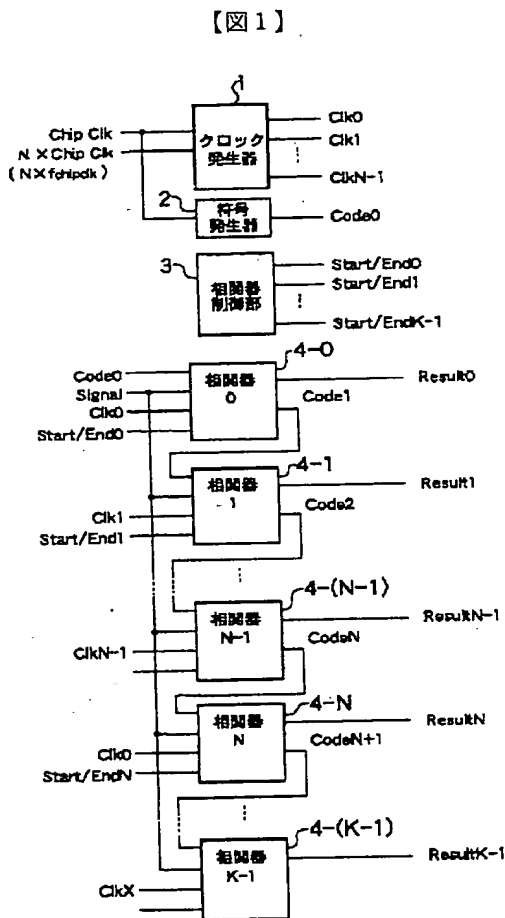 【図1】
1
Chip Clk
N × Chip Clk
(N×fchipclk)
クロック
発生器
Clk0
Clk1
⋮
ClkN-1
2
符号
発生器
Code0
3
相関器
制御部
Start/End0
Start/End1
⋮
Start/EndK-1
4-0
Code0
Signal
Clk0
Start/End0
相関器
0
Result0
Code1
4-1
相関器
1
Clk1
Start/End1
Result1
Code2
⋮
4-(N-1)
相関器
N-1
ClkN-1
ResultN-1
CodeN
4-N
相関器
N
Clk0
Start/EndN
ResultN
CodeN+1
⋮
4-(K-1)
相関器
K-1
ClkX
ResultK-1